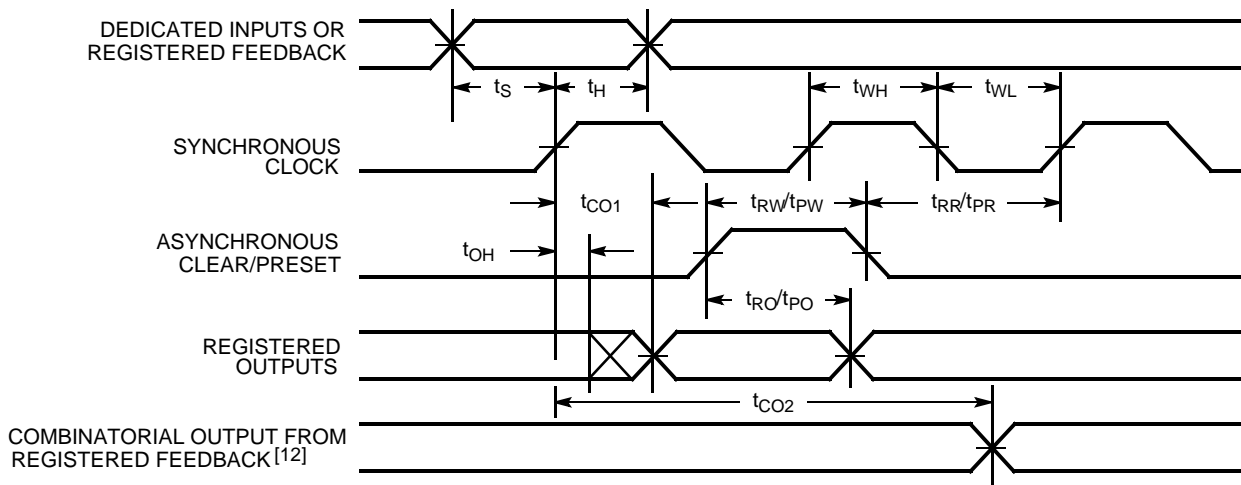 DEDICATED INPUTS OR
REGISTERED FEEDBACK
tS
tH
tWH
tWL
SYNCHRONOUS
CLOCK
tCO1
tRW/tPW
tRR/tPR
ASYNCHRONOUS
CLEAR/PRESET
tOH
tRO/tPO
REGISTERED
OUTPUTS
tCO2
COMBINATORIAL OUTPUT FROM
REGISTERED FEEDBACK[12]